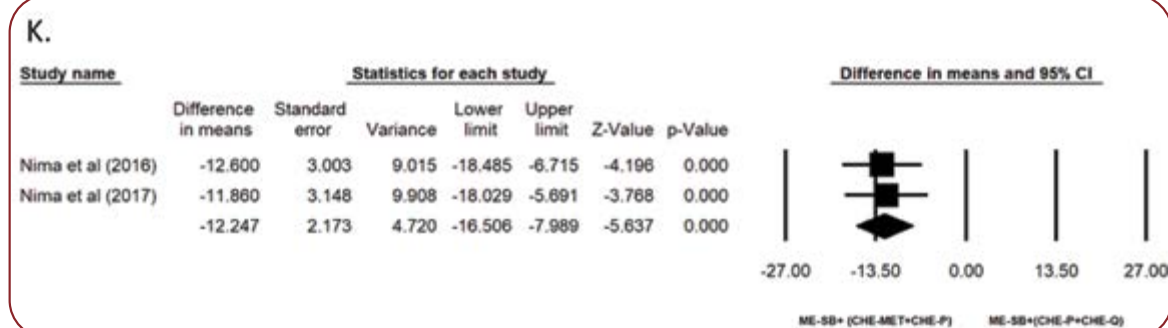 K.
Study name Statistics for each study Difference in means and 95% CI
Difference in means Standard error Variance Lower limit Upper limit Z-Value p-Value
Nima et al (2016) -12.600 3.003 9.015 -18.485 -6.715 -4.196 0.000
Nima et al (2017) -11.860 3.148 9.908 -18.029 -5.691 -3.768 0.000
-12.247 2.173 4.720 -16.506 -7.989 -5.637 0.000
-27.00 -13.50 0.00 13.50 27.00
ME-SB+ (CHE-MET+CHE-P) ME-SB+(CHE-P+CHE-Q)